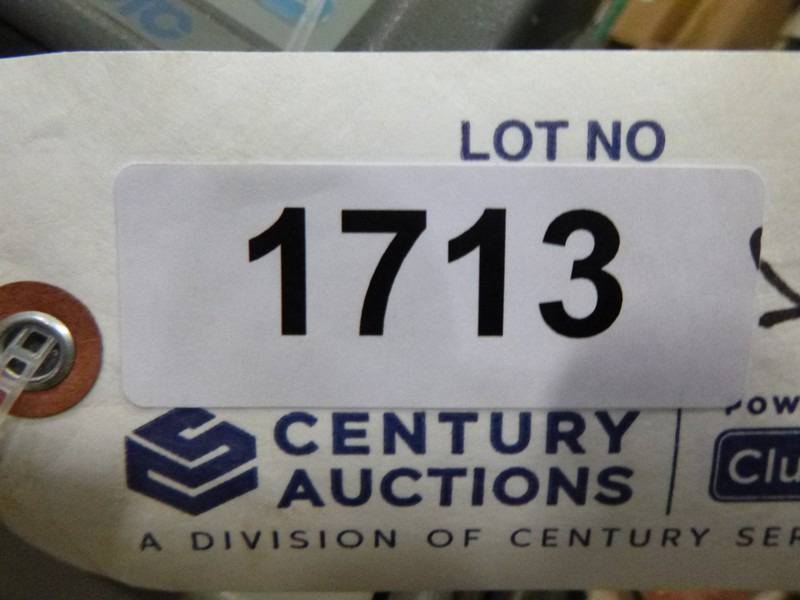 LOT NO
1713
CENTURY
AUCTIONS
A DIVISION OF CENTURY